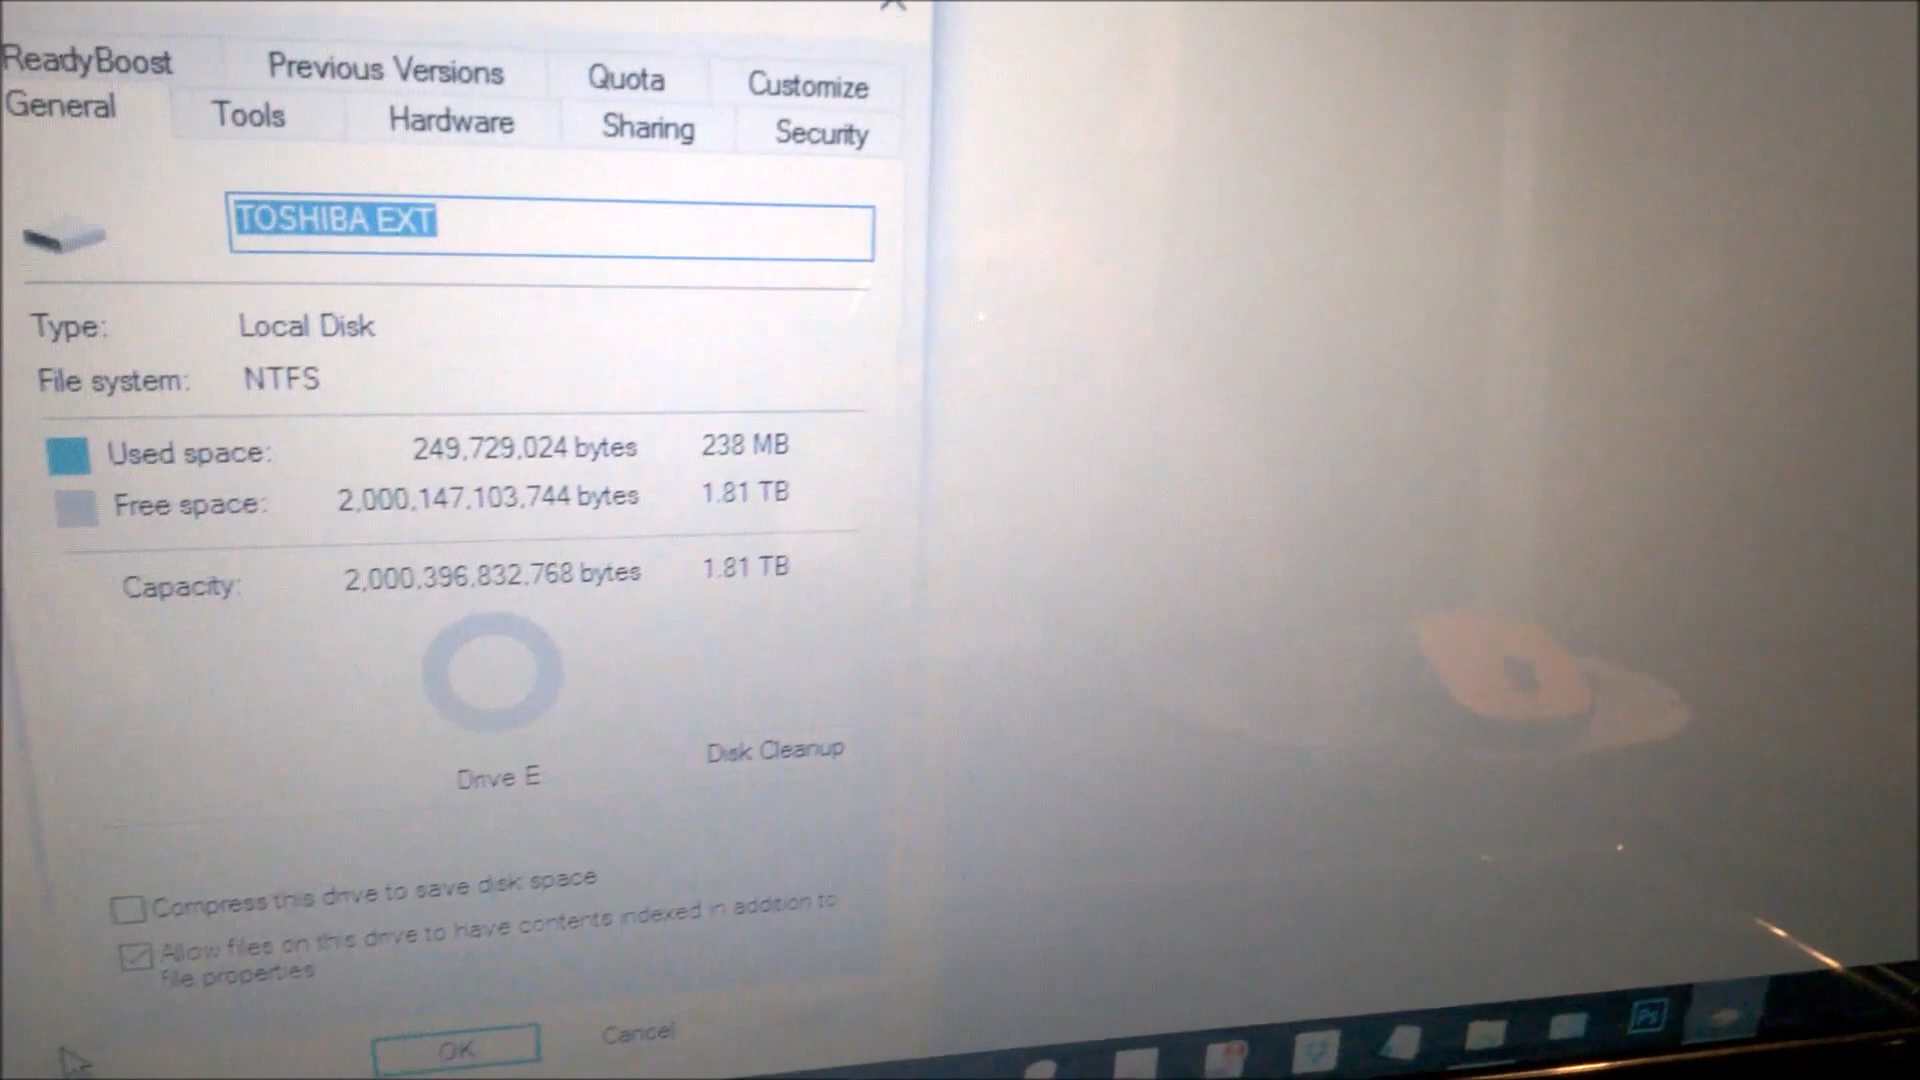 ReadyBoost Previous Versions Quota Customize
General Tools Hardware Sharing Security
TOSHIBA EXT
Type: Local Disk
File system: NTFS
Used space: 249,729,024 bytes 238 MB
Free space: 2,000,147,103,744 bytes 1.81 TB
Capacity: 2,000,396,832,768 bytes 1.81 TB
Drive E
Disk Cleanup
Compress this drive to save disk space
Allow files on this drive to have contents indexed in addition to
file properties
OK Cancel
Ps